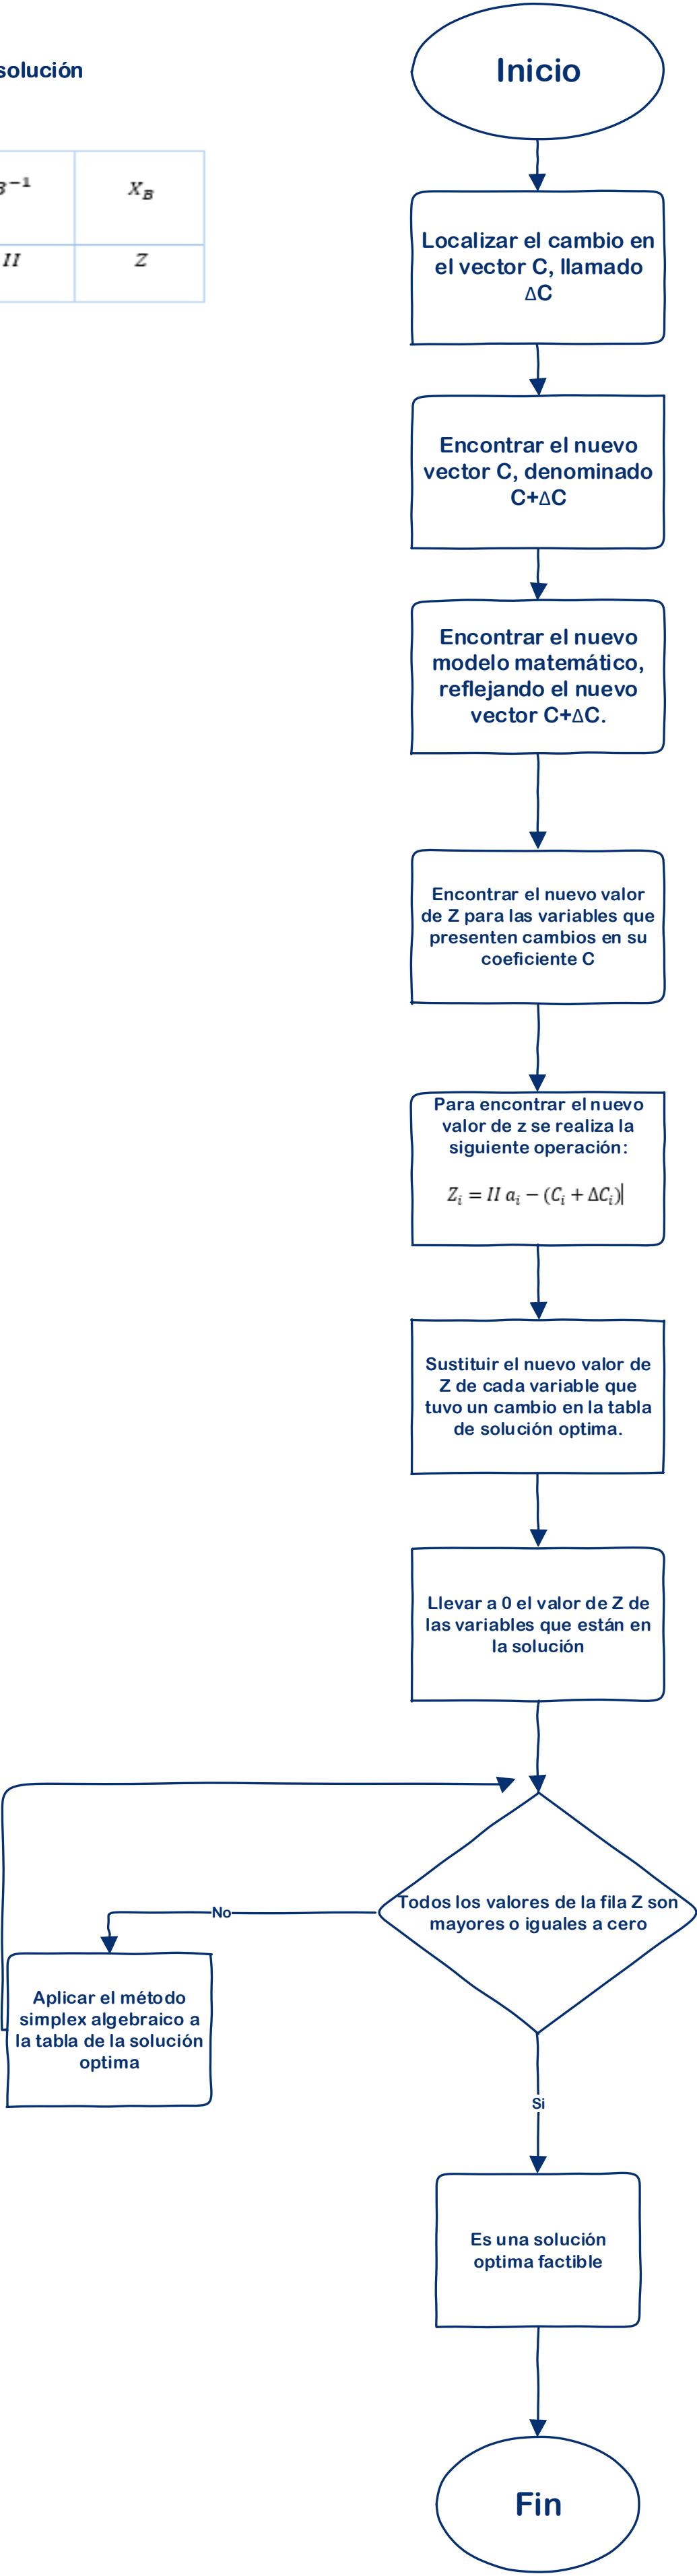 solución
B⁻¹ X_B
II Z
Inicio
Localizar el cambio en
el vector C, llamado
ΔC
Encontrar el nuevo
vector C, denominado
C+ΔC
Encontrar el nuevo
modelo matemático,
reflejando el nuevo
vector C+ΔC.
Encontrar el nuevo valor
de Z para las variables que
presenten cambios en su
coeficiente C
Para encontrar el nuevo
valor de z se realiza la
siguiente operación:
Z_i = II a_i − (C_i + ΔC_i)
Sustituir el nuevo valor de
Z de cada variable que
tuvo un cambio en la tabla
de solución optima.
Llevar a 0 el valor de Z de
las variables que están en
la solución
Todos los valores de la fila Z son
mayores o iguales a cero
No
Aplicar el método
simplex algebraico a
la tabla de la solución
optima
Si
Es una solución
optima factible
Fin